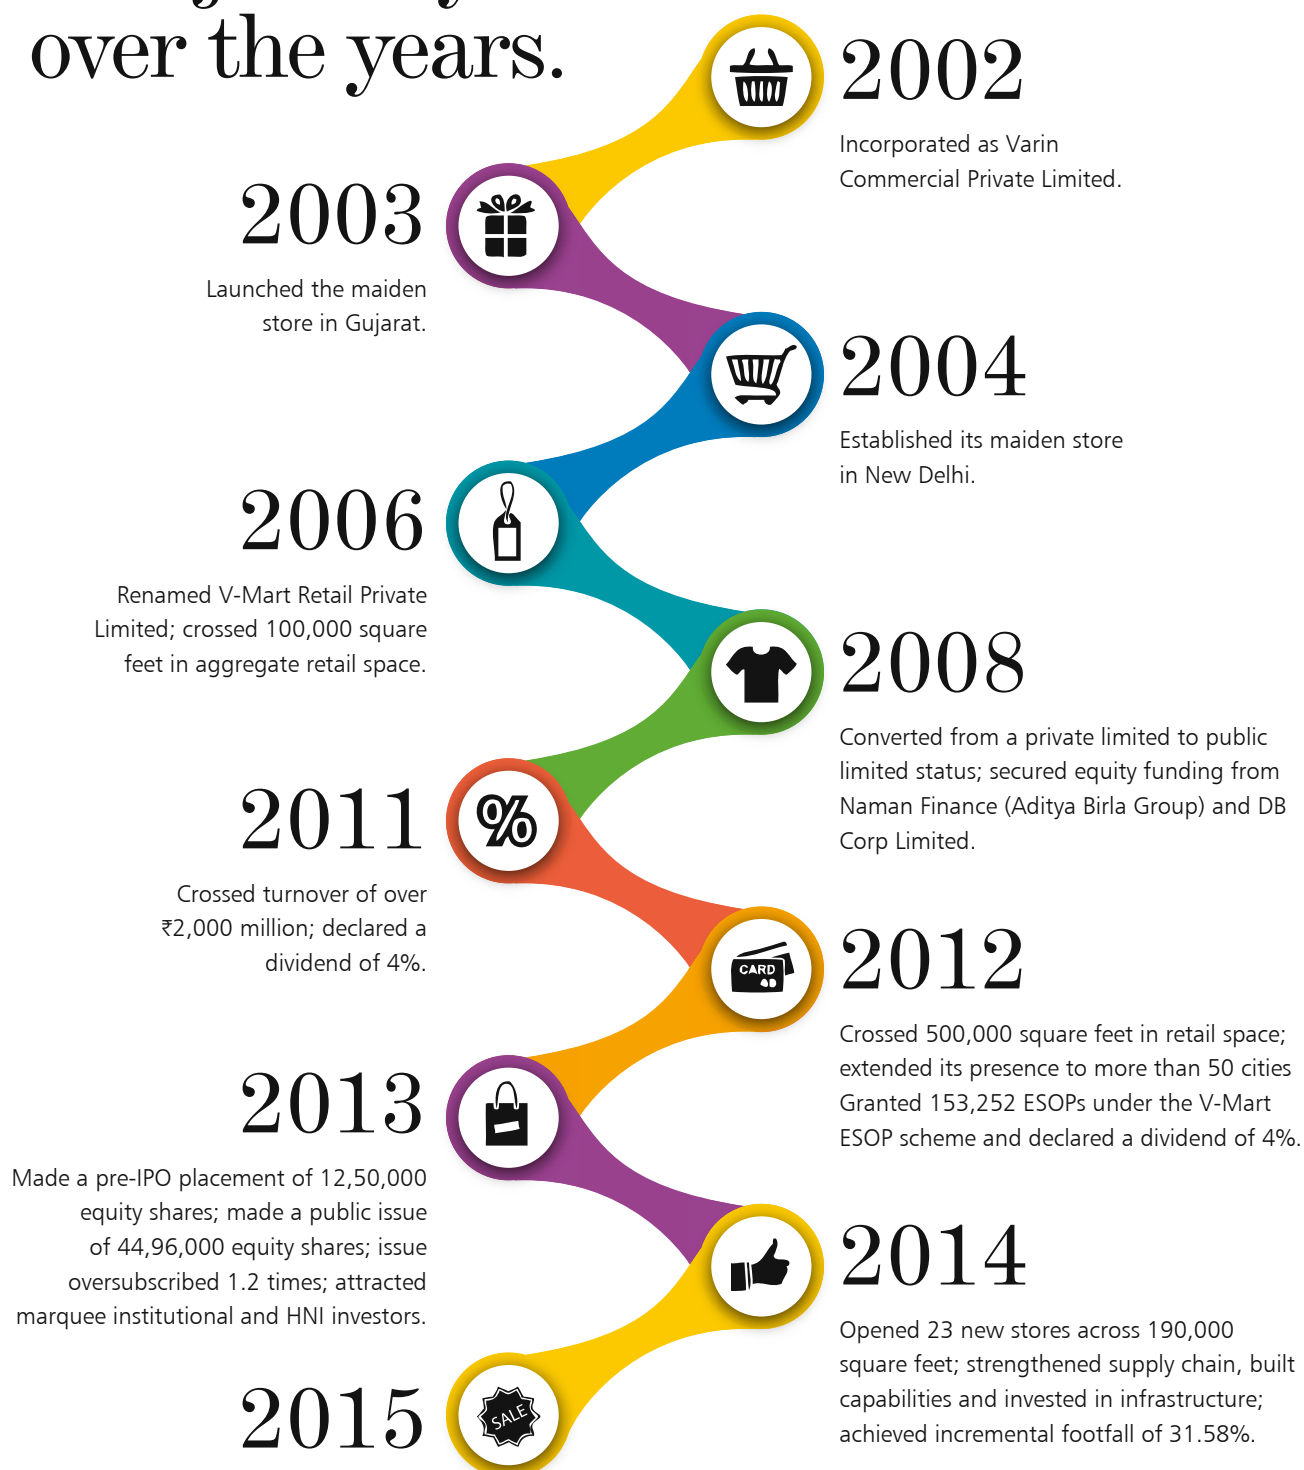 over the years.
2002
Incorporated as Varin
Commercial Private Limited.
2003
Launched the maiden
store in Gujarat.
2004
Established its maiden store
in New Delhi.
2006
Renamed V-Mart Retail Private
Limited; crossed 100,000 square
feet in aggregate retail space.
2008
Converted from a private limited to public
limited status; secured equity funding from
Naman Finance (Aditya Birla Group) and DB
Corp Limited.
2011
%
Crossed turnover of over
₹2,000 million; declared a
dividend of 4%.
2012
CARD
Crossed 500,000 square feet in retail space;
extended its presence to more than 50 cities
Granted 153,252 ESOPs under the V-Mart
ESOP scheme and declared a dividend of 4%.
2013
Made a pre-IPO placement of 12,50,000
equity shares; made a public issue
of 44,96,000 equity shares; issue
oversubscribed 1.2 times; attracted
marquee institutional and HNI investors.
2014
Opened 23 new stores across 190,000
square feet; strengthened supply chain, built
capabilities and invested in infrastructure;
achieved incremental footfall of 31.58%.
2015
SALE